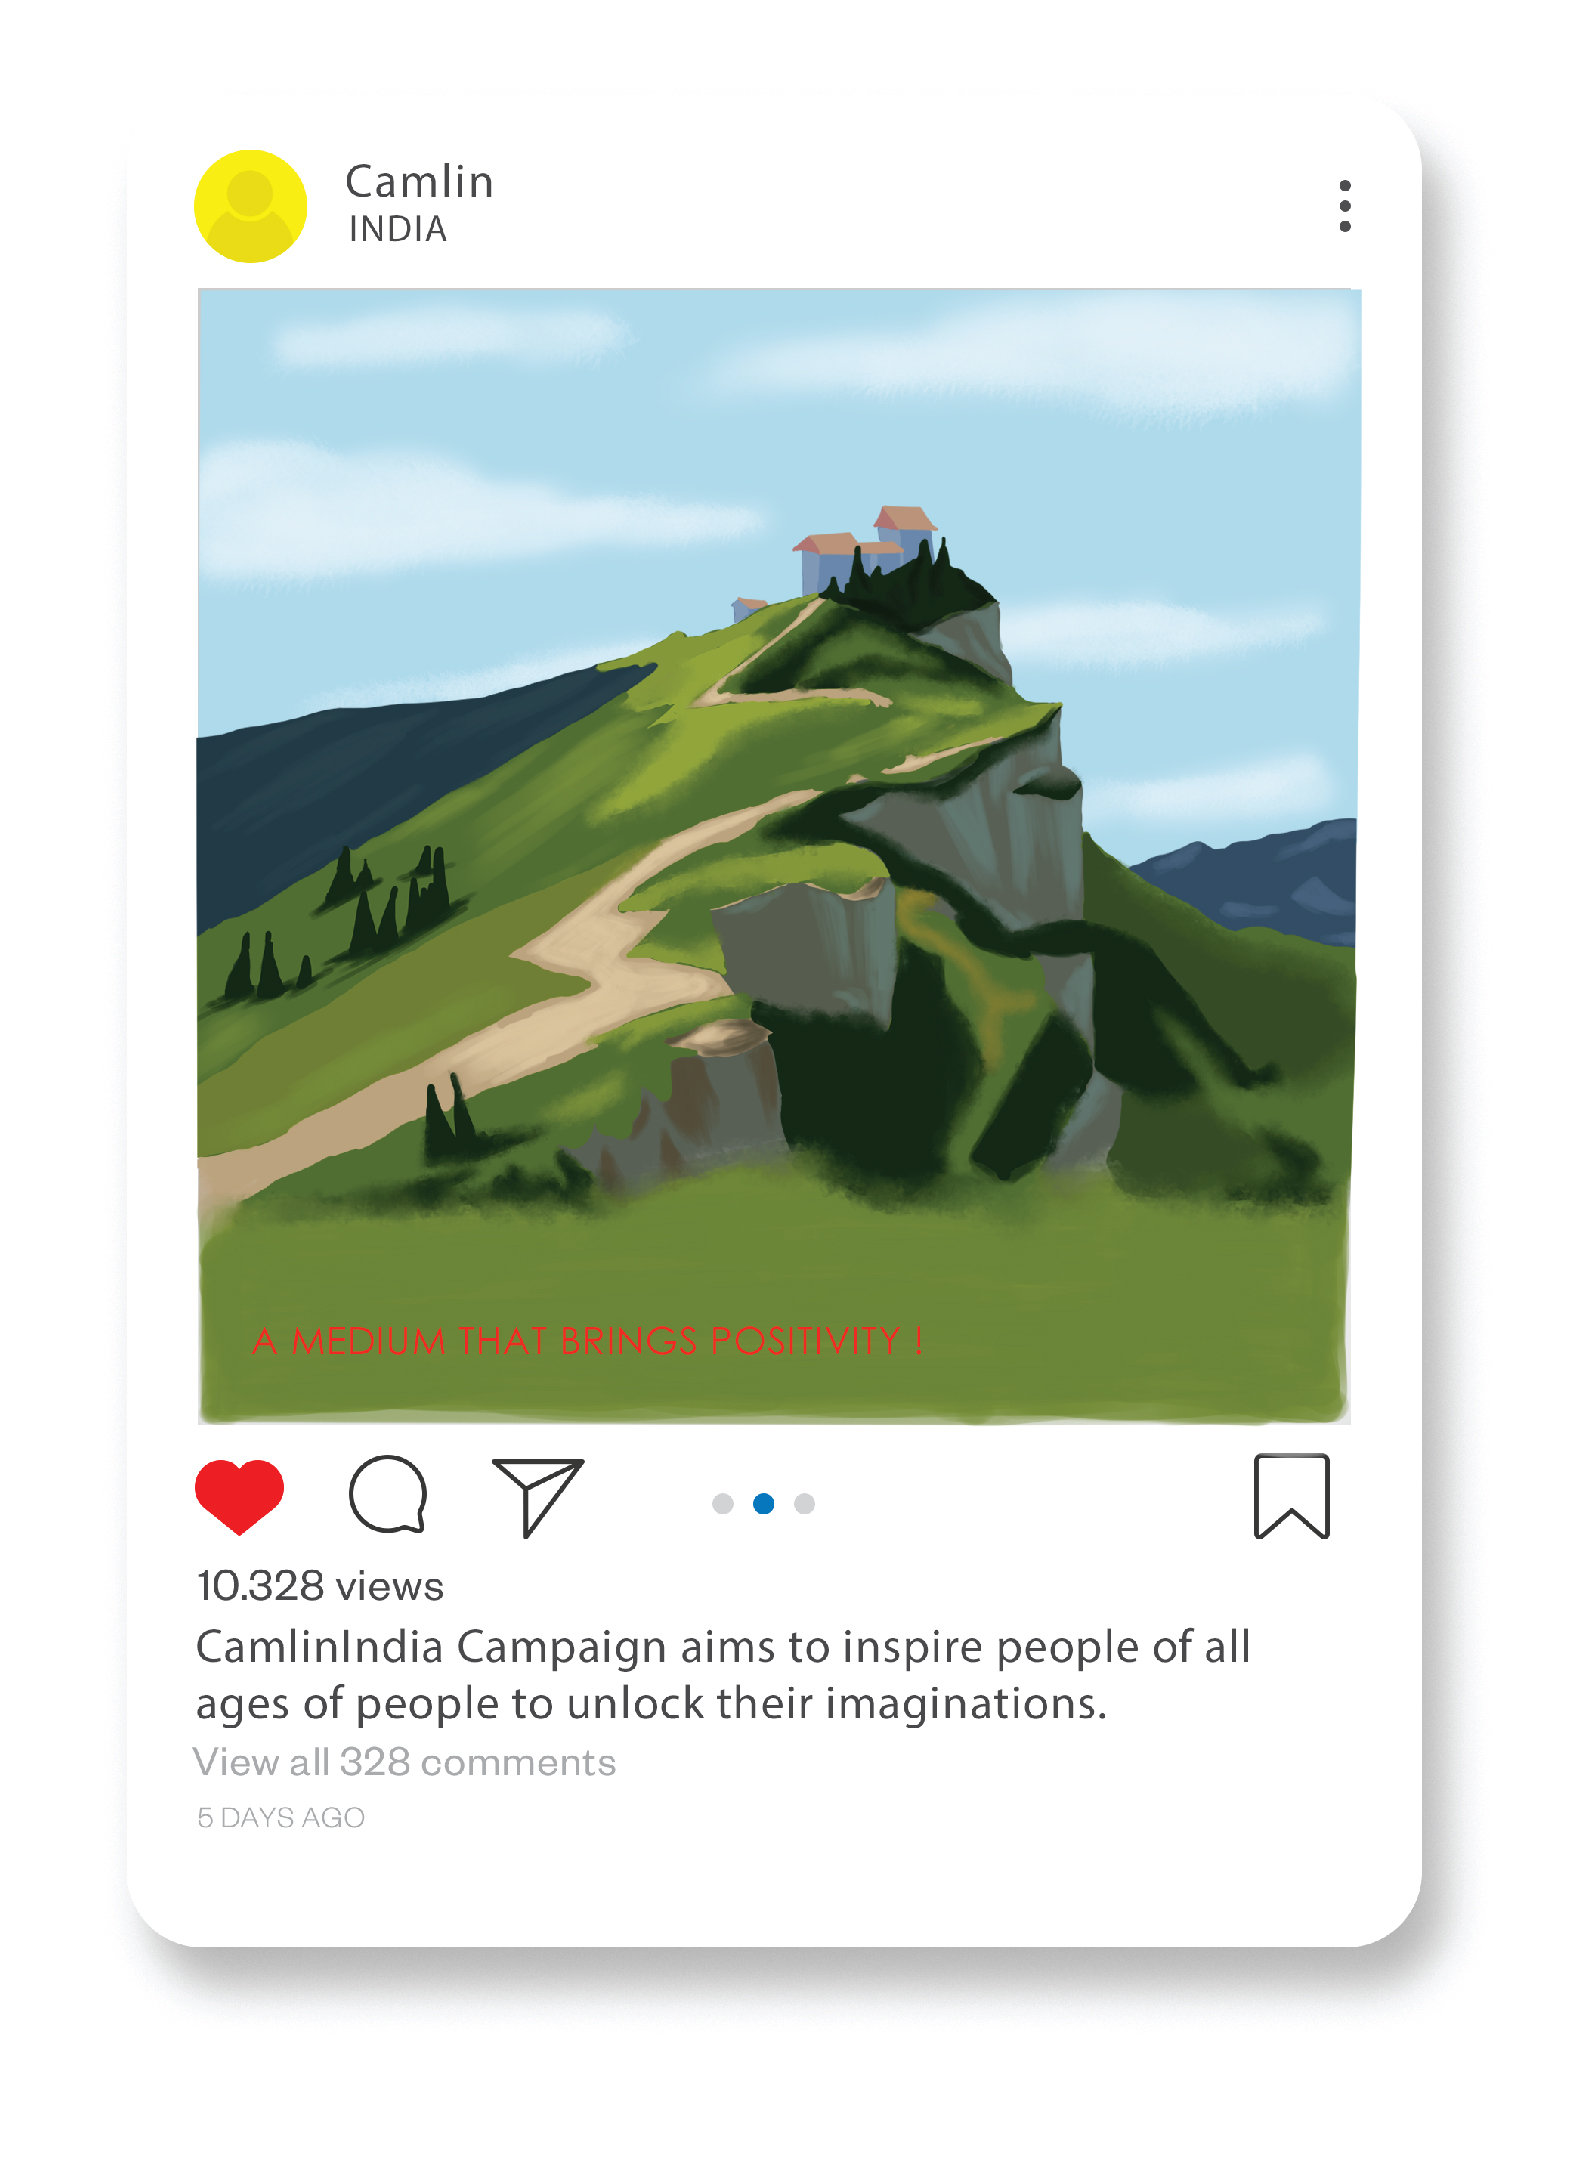 Camlin
INDIA
A MEDIUM THAT BRINGS POSITIVITY !
10.328 views
CamlinIndia Campaign aims to inspire people of all
ages of people to unlock their imaginations.
View all 328 comments
5 DAYS AGO